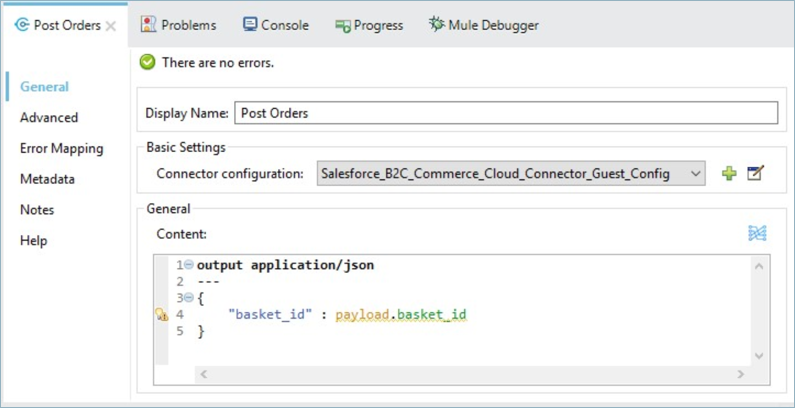 Post Orders
Problems
Console
Progress
Mule Debugger
There are no errors.
General
Advanced
Error Mapping
Metadata
Notes
Help
Display Name: Post Orders
Basic Settings
Connector configuration: Salesforce_B2C_Commerce_Cloud_Connector_Guest_Config
General
Content:
1 output application/json
2 ---
3 {
4 "basket_id" : payload.basket_id
5 }